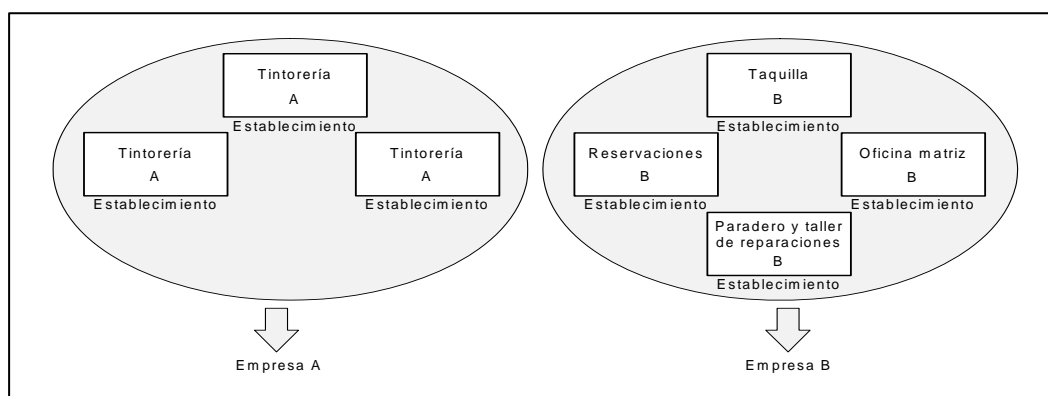 Tintorería
A
Establecimiento
Tintorería
A
Establecimiento
Tintorería
A
Establecimiento
Empresa A
Taquilla
B
Establecimiento
Reservaciones
B
Establecimiento
Oficina matriz
B
Establecimiento
Paradero y taller
de reparaciones
B
Establecimiento
Empresa B